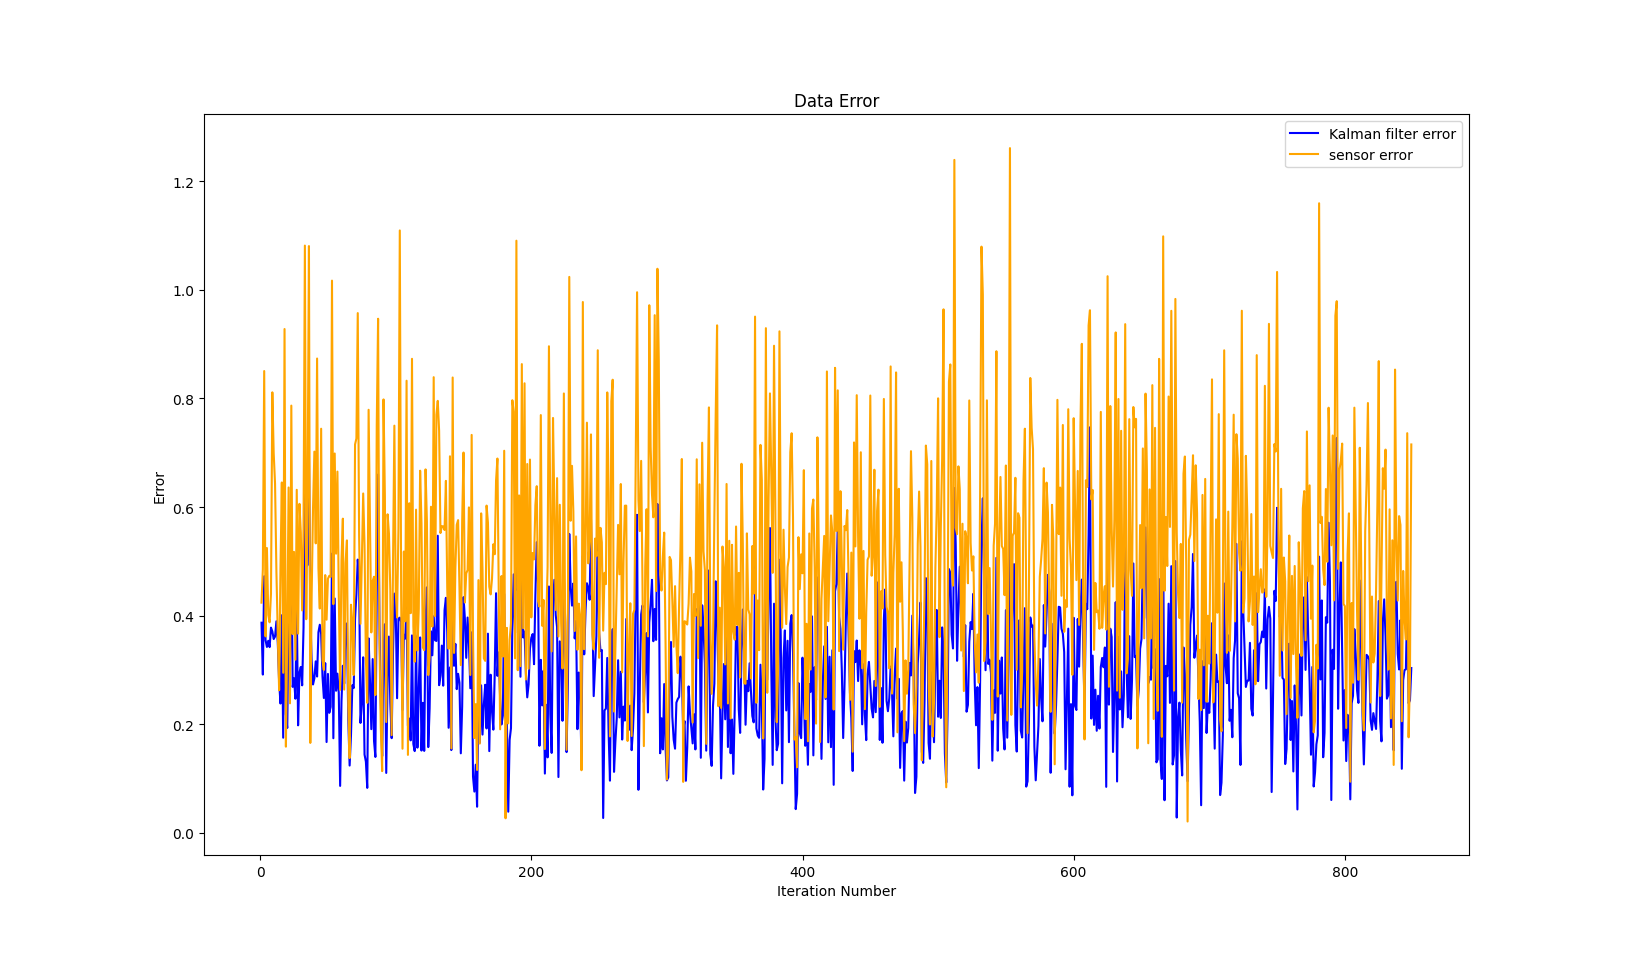 Data Error
Kalman filter error
sensor error
1.2
1.0
0.8
0.6
0.4
0.2
0.0
Error
0 200 400 600 800
Iteration Number